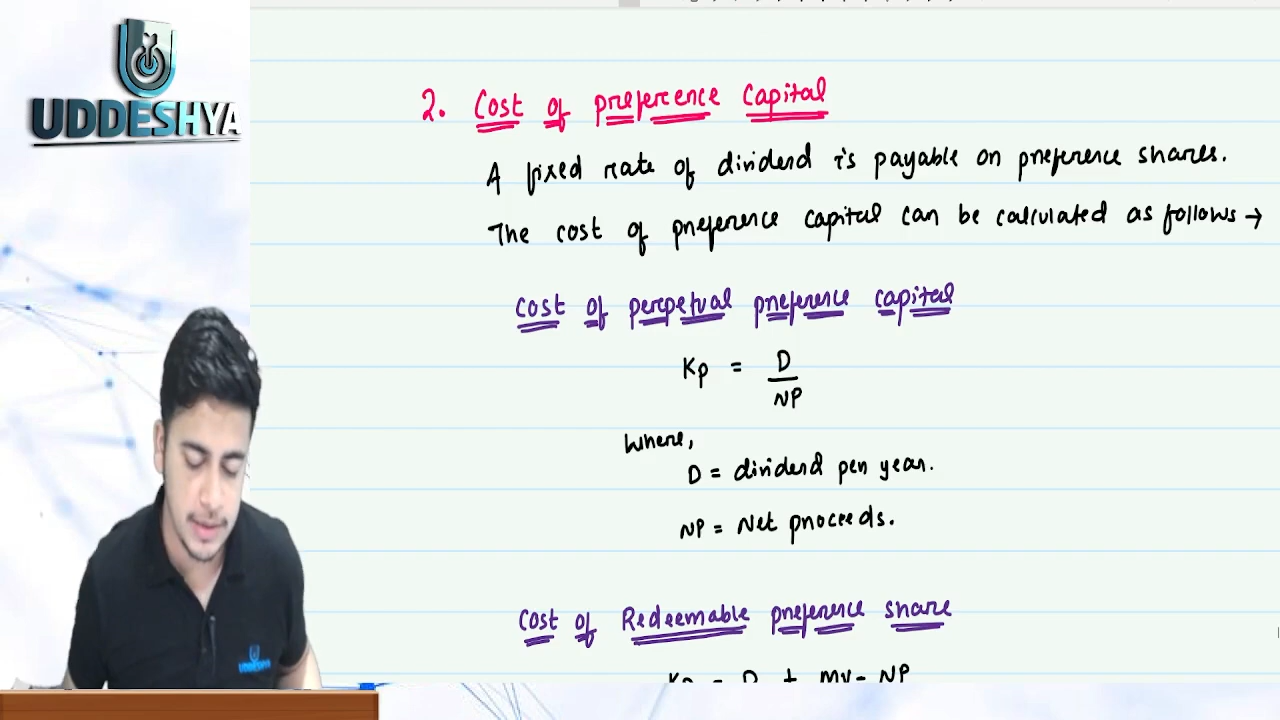 UDDESHYA
2. Cost of preference Capital
A fixed rate of dividend is payable on preference shares.
The cost of preference capital can be calculated as follows →
Cost of perpetual preference capital
Kp = D
NP
Where,
D = dividend per year.
NP = Net proceeds.
Cost of Redeemable preference share
UDDESHYA